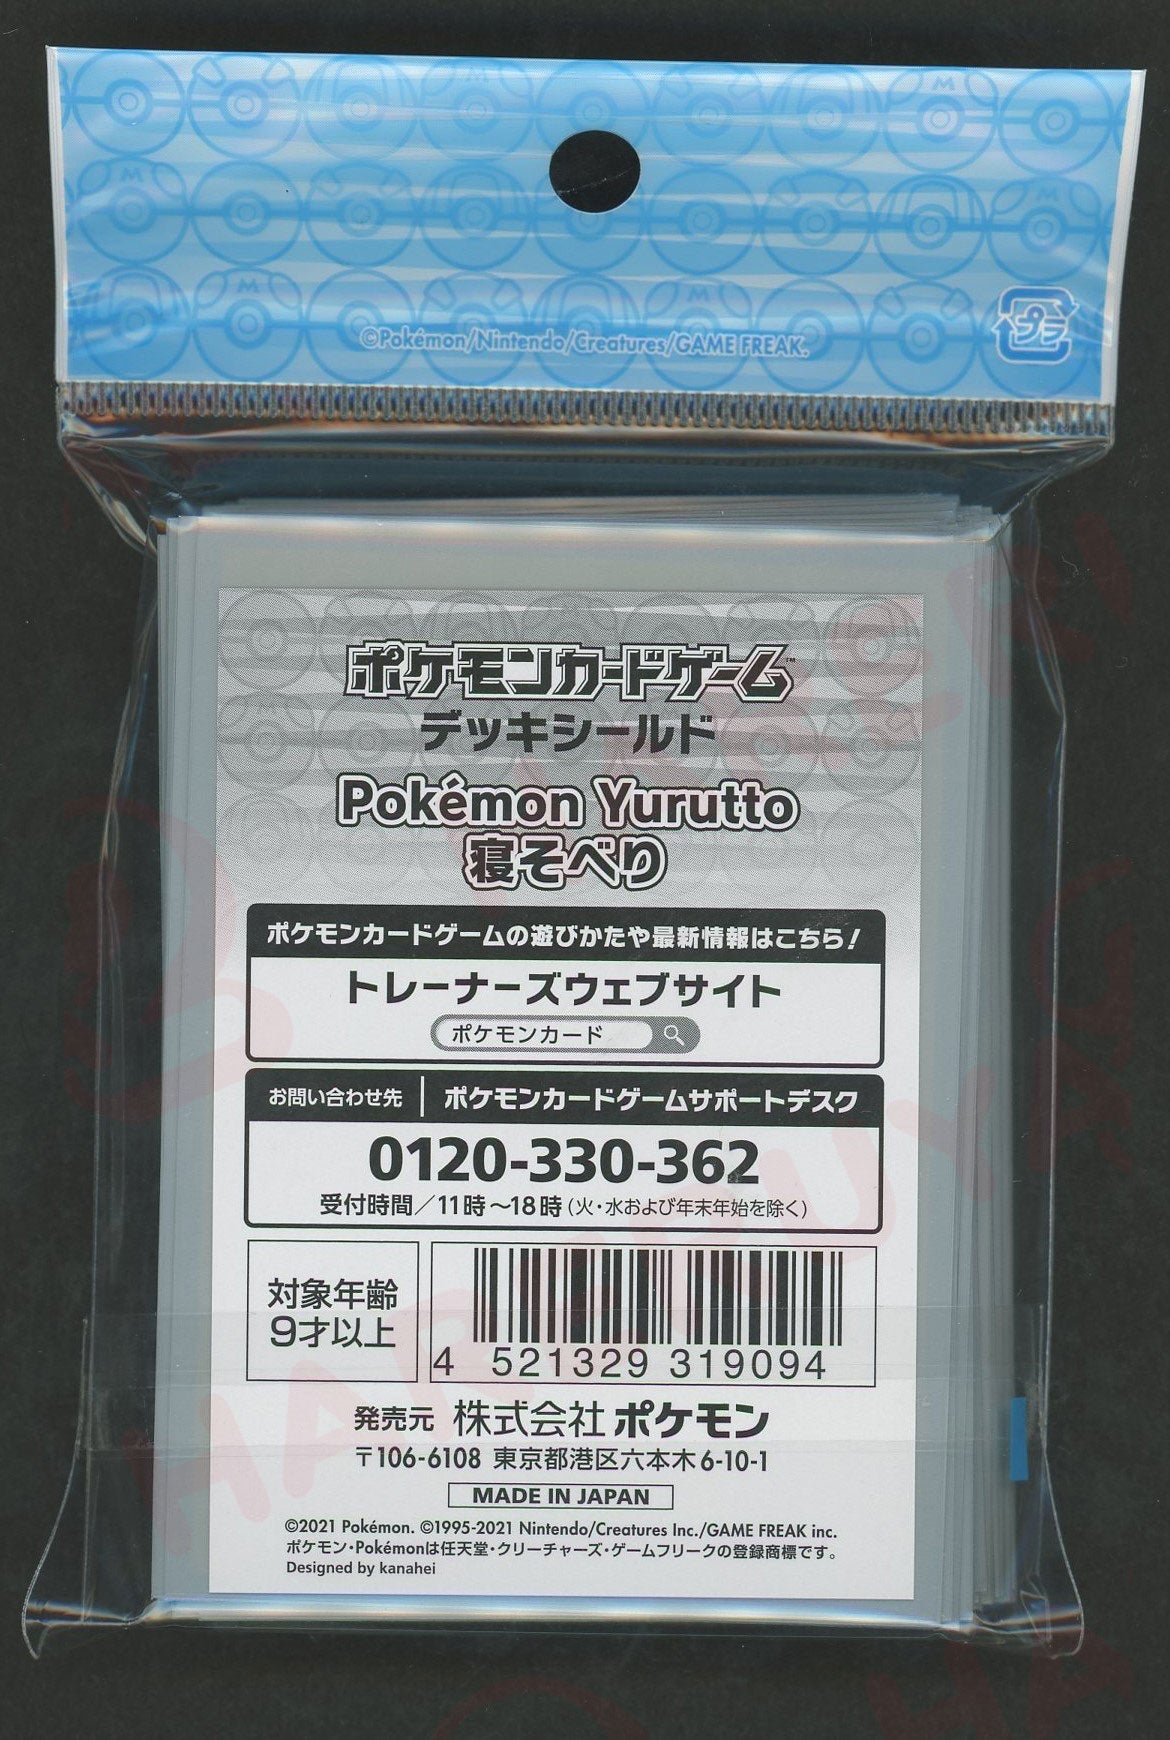 ©Pokémon/Nintendo/Creatures/GAME FREAK.
プラ
ポケモンカードゲーム™
デッキシールド
Pokémon Yurutto
寝そべり
ポケモンカードゲームの遊びかたや最新情報はこちら!
トレーナーズウェブサイト
ポケモンカード
お問い合わせ先 ポケモンカードゲームサポートデスク
0120-330-362
受付時間/11時~18時(火・水および年末年始を除く)
対象年齢
9才以上
4 521329 319094
発売元 株式会社ポケモン
〒106-6108 東京都港区六本木6-10-1
MADE IN JAPAN
©2021 Pokémon. ©1995-2021 Nintendo/Creatures Inc./GAME FREAK inc.
ポケモン・Pokémonは任天堂・クリーチャーズ・ゲームフリークの登録商標です。
Designed by kanahei